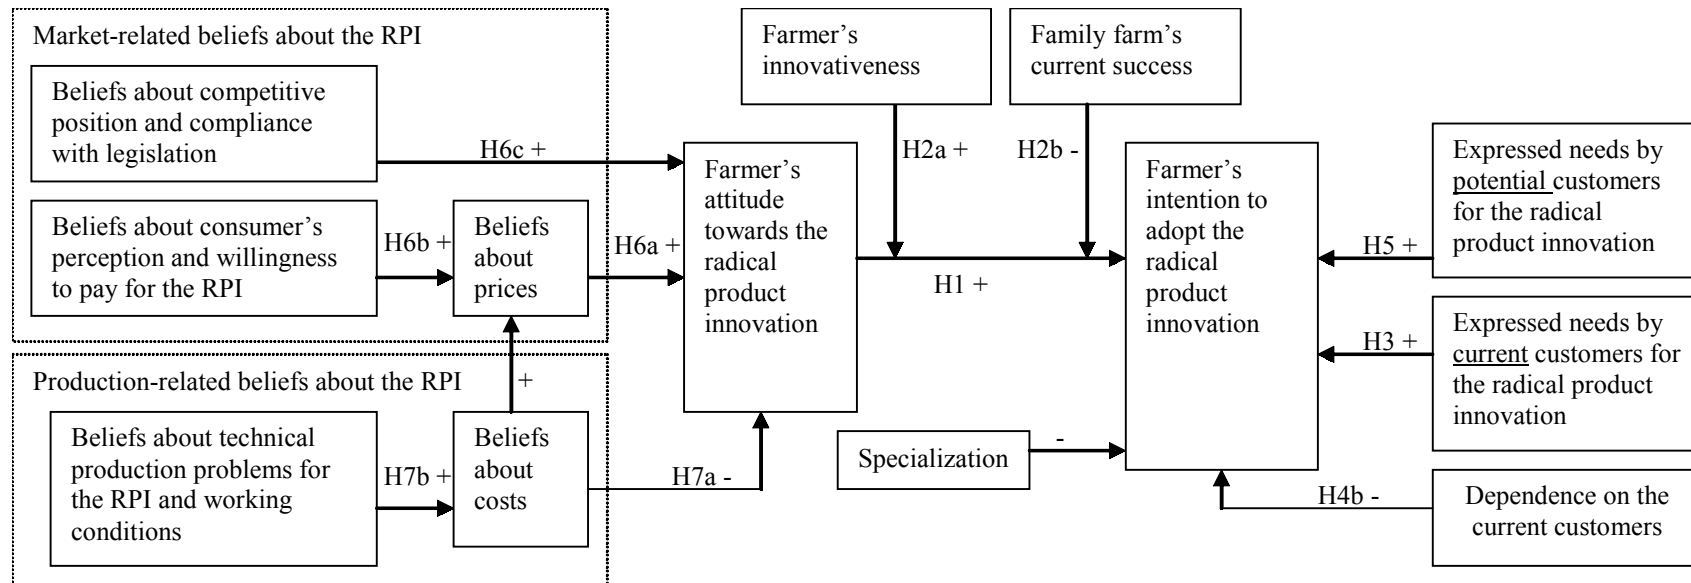 Market-related beliefs about the RPI
Beliefs about competitive
position and compliance
with legislation
H6c +
Beliefs about consumer’s
perception and willingness
to pay for the RPI
H6b +
Beliefs
about
prices
H6a +
Production-related beliefs about the RPI
+
Beliefs about technical
production problems for
the RPI and working
conditions
H7b +
Beliefs
about
costs
H7a -
Farmer’s
attitude
towards the
radical
product
innovation
Farmer’s
innovativeness
H2a +
Family farm’s
current success
H2b -
H1 +
Specialization
-
Farmer’s
intention to
adopt the
radical
product
innovation
Expressed needs by
potential customers
for the radical
product innovation
H5 +
Expressed needs by
current customers for
the radical product
innovation
H3 +
Dependence on the
current customers
H4b -